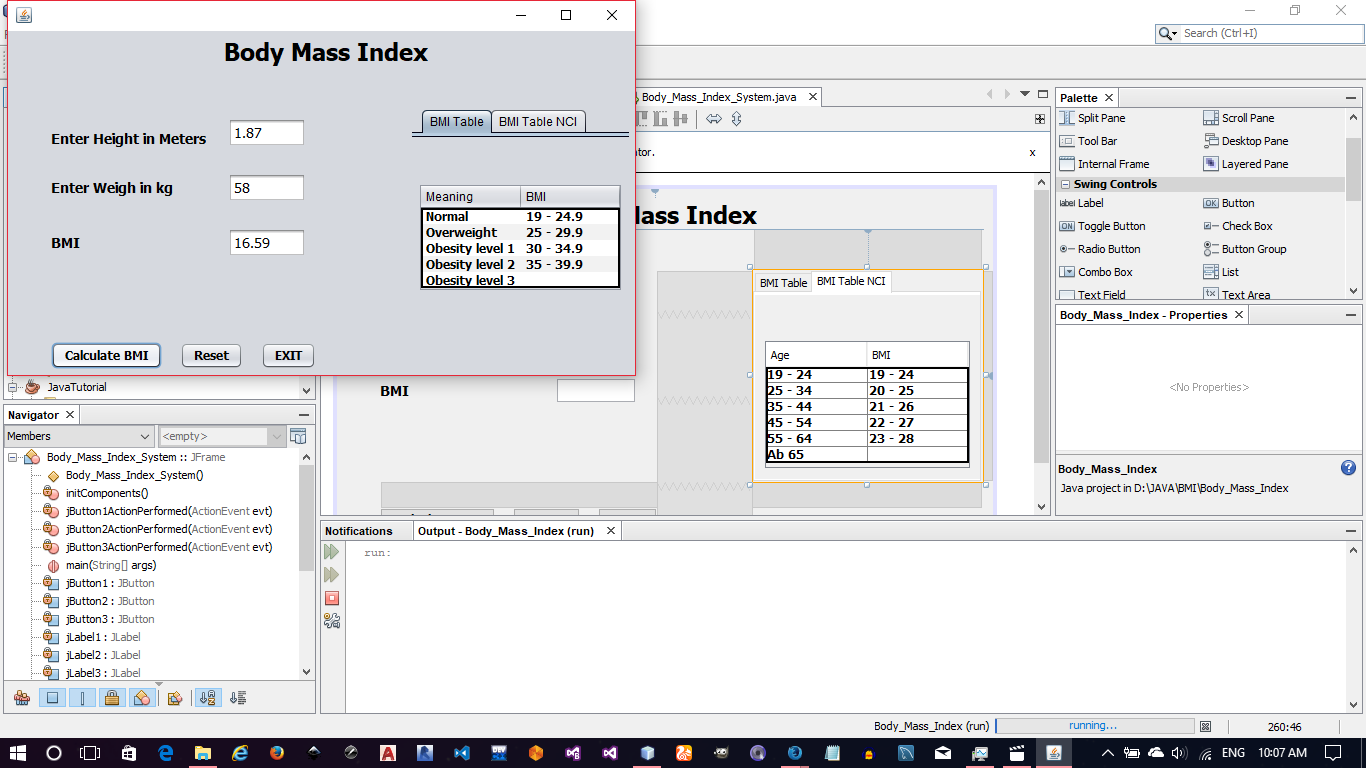 Body Mass Index
BMI Table
BMI Table NCI
Enter Height in Meters
1.87
Enter Weigh in kg
58
BMI
16.59
Meaning BMI
Normal 19 - 24.9
Overweight 25 - 29.9
Obesity level 1 30 - 34.9
Obesity level 2 35 - 39.9
Obesity level 3
Calculate BMI
Reset
EXIT
Search (Ctrl+I)
Body_Mass_Index_System.java
ator.
x
Mass Index
BMI Table
BMI Table NCI
Age BMI
19 - 24 19 - 24
25 - 34 20 - 25
35 - 44 21 - 26
45 - 54 22 - 27
55 - 64 23 - 28
Ab 65
BMI
Palette
Split Pane
Scroll Pane
Tool Bar
Desktop Pane
Internal Frame
Layered Pane
Swing Controls
label Label
OK Button
ON Toggle Button
Check Box
Radio Button
Button Group
Combo Box
List
Text Field
Text Area
Body_Mass_Index - Properties
<No Properties>
Body_Mass_Index
Java project in D:\JAVA\BMI\Body_Mass_Index
JavaTutorial
Navigator
Members
<empty>
Body_Mass_Index_System :: JFrame
Body_Mass_Index_System()
initComponents()
jButton1ActionPerformed(ActionEvent evt)
jButton2ActionPerformed(ActionEvent evt)
jButton3ActionPerformed(ActionEvent evt)
main(String[] args)
jButton1 : JButton
jButton2 : JButton
jButton3 : JButton
jLabel1 : JLabel
jLabel2 : JLabel
jLabel3 : JLabel
Notifications
Output - Body_Mass_Index (run)
run:
Body_Mass_Index (run)
running...
260:46
ENG
10:07 AM